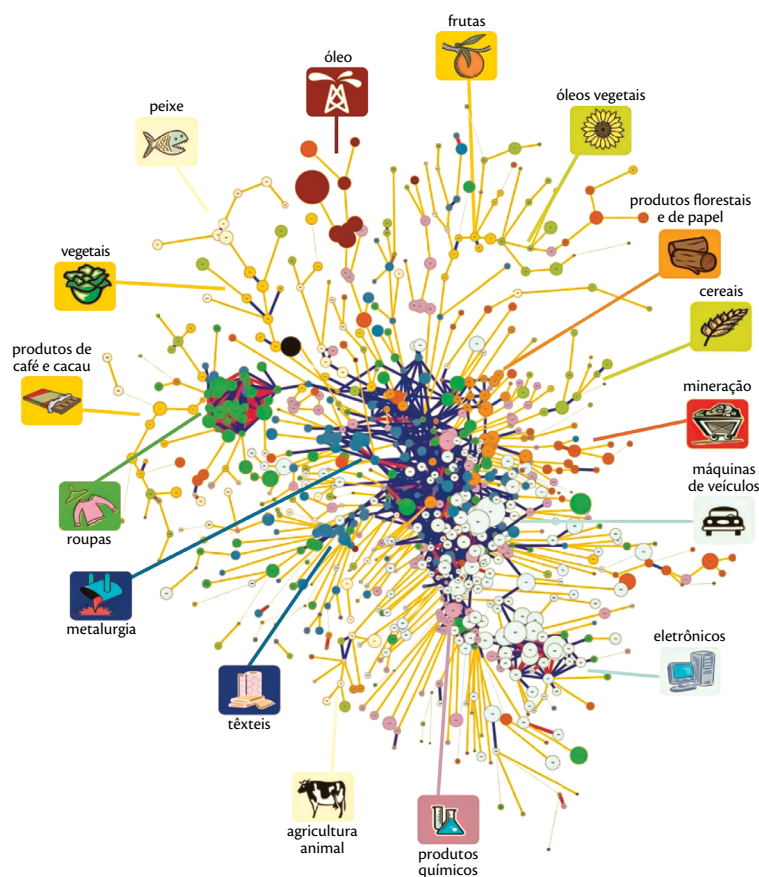 frutas
óleo
óleos vegetais
peixe
produtos florestais
e de papel
vegetais
cereais
produtos de
café e cacau
mineração
máquinas
de veículos
roupas
metalurgia
eletrônicos
têxteis
agricultura
animal
produtos
químicos